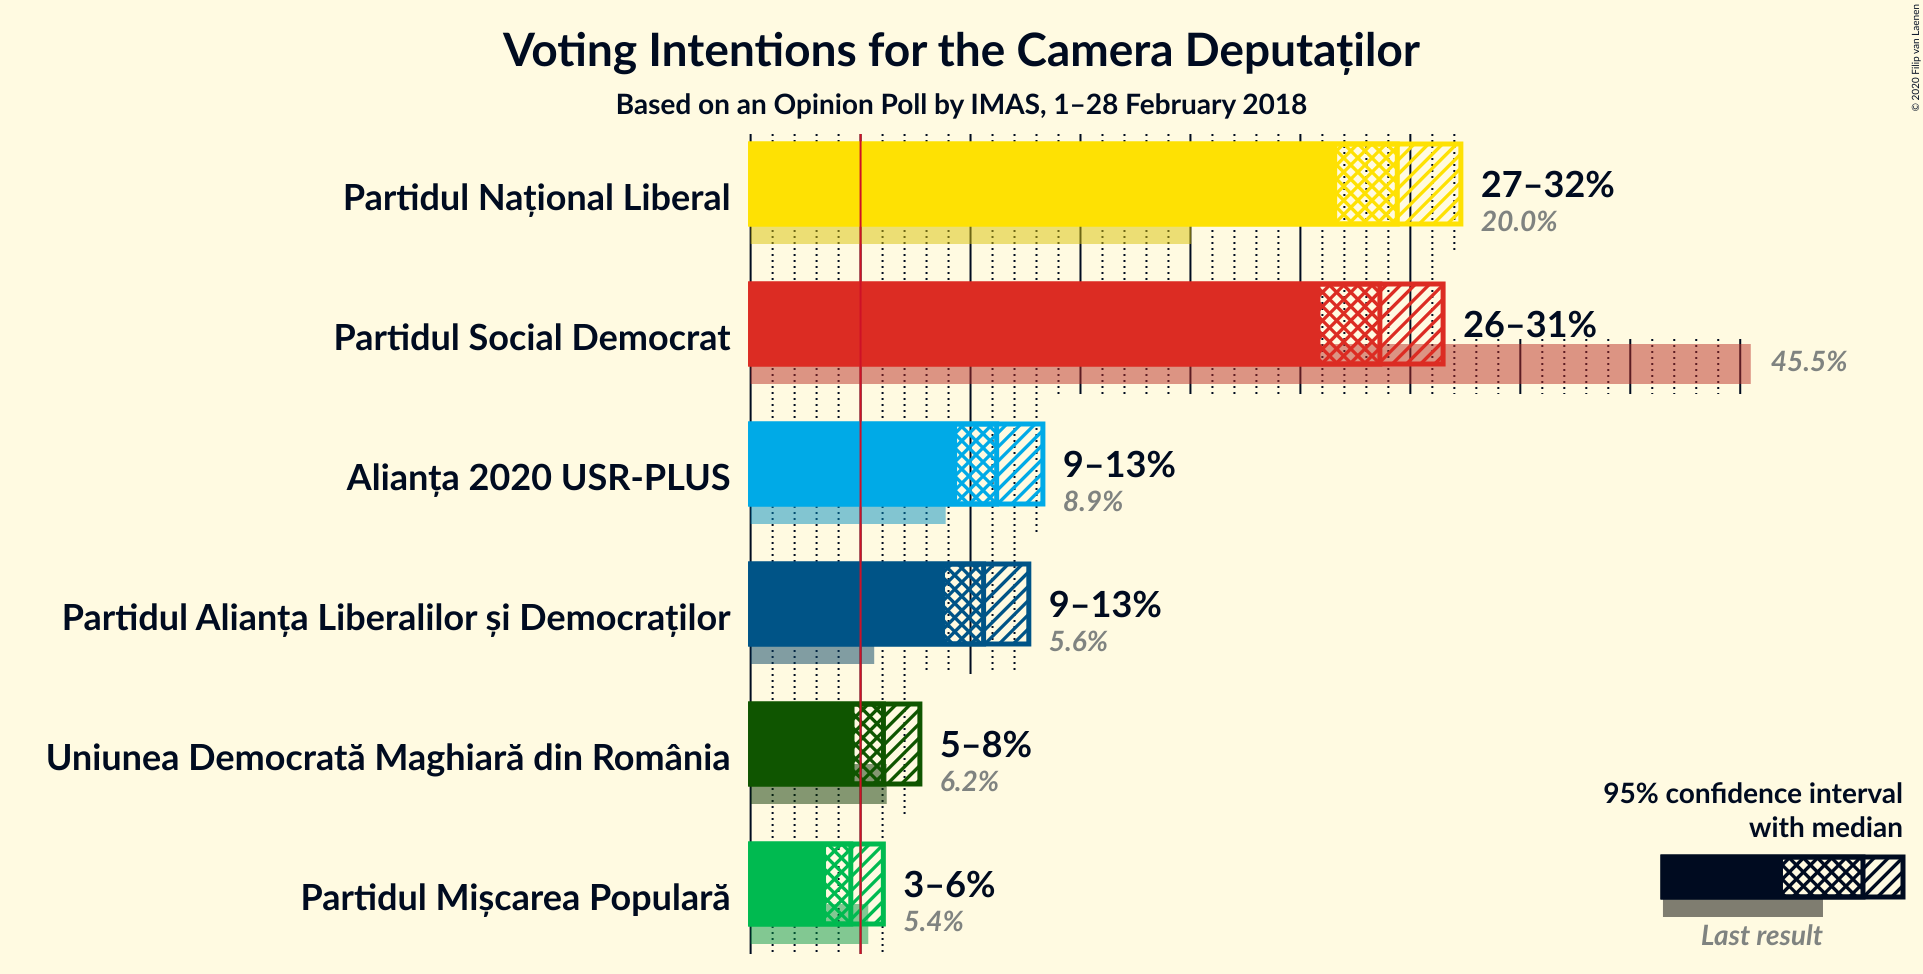 Voting Intentions for the Camera Deputaților
Based on an Opinion Poll by IMAS, 1–28 February 2018
© 2020 Filip van Laenen
Partidul Național Liberal
27–32%
20.0%
Partidul Social Democrat
26–31%
45.5%
Alianța 2020 USR-PLUS
9–13%
8.9%
Partidul Alianța Liberalilor și Democraților
9–13%
5.6%
Uniunea Democrată Maghiară din România
5–8%
6.2%
Partidul Mișcarea Populară
3–6%
5.4%
95% confidence interval
with median
Last result